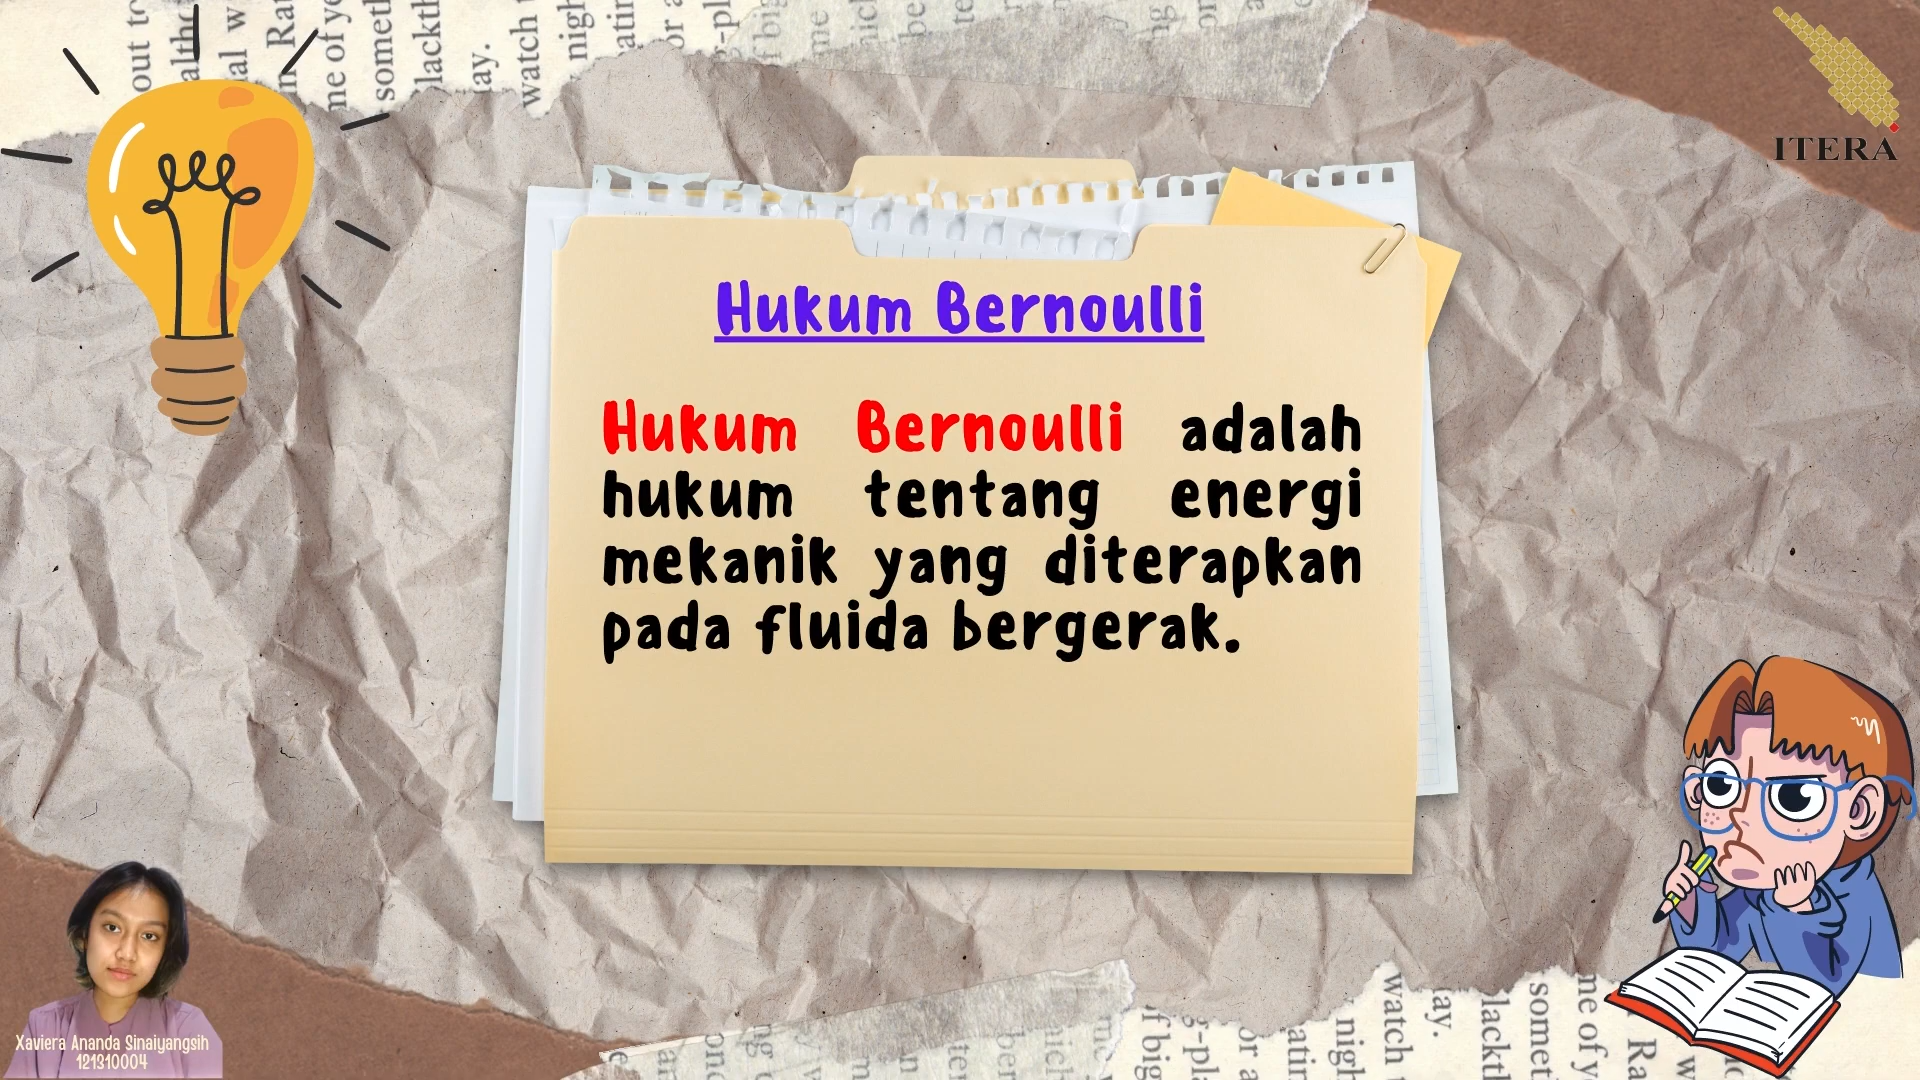 ITERA
Hukum Bernoulli
Hukum Bernoulli adalah
hukum tentang energi
mekanik yang diterapkan
pada fluida bergerak.
Xaviera Ananda Sinaiyangsih
121310004